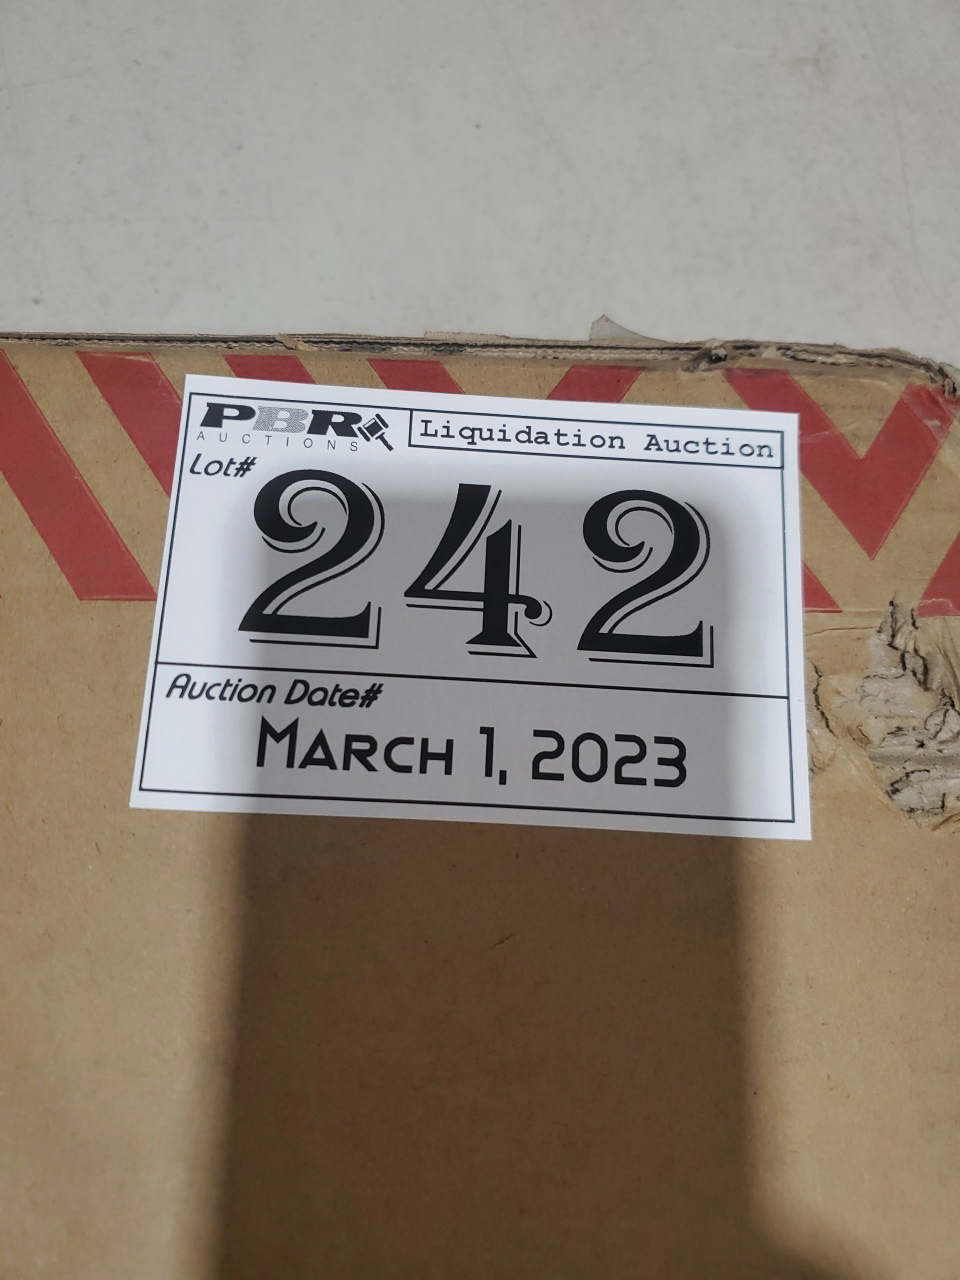 PBR
AUCTIONS
Liquidation Auction
Lot#
242
Auction Date#
MARCH 1, 2023